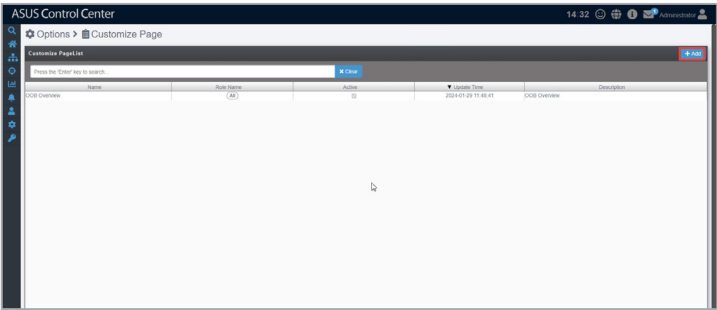 ASUS Control Center
14:32
Administrator
Options > Customize Page
Customize PageList
+ Add
Press the 'Enter' key to search...
✖ Clear
Name Role Name Active ▼ Update Time Description
OOB Overview All 2024-01-29 11:48:41 OOB Overview